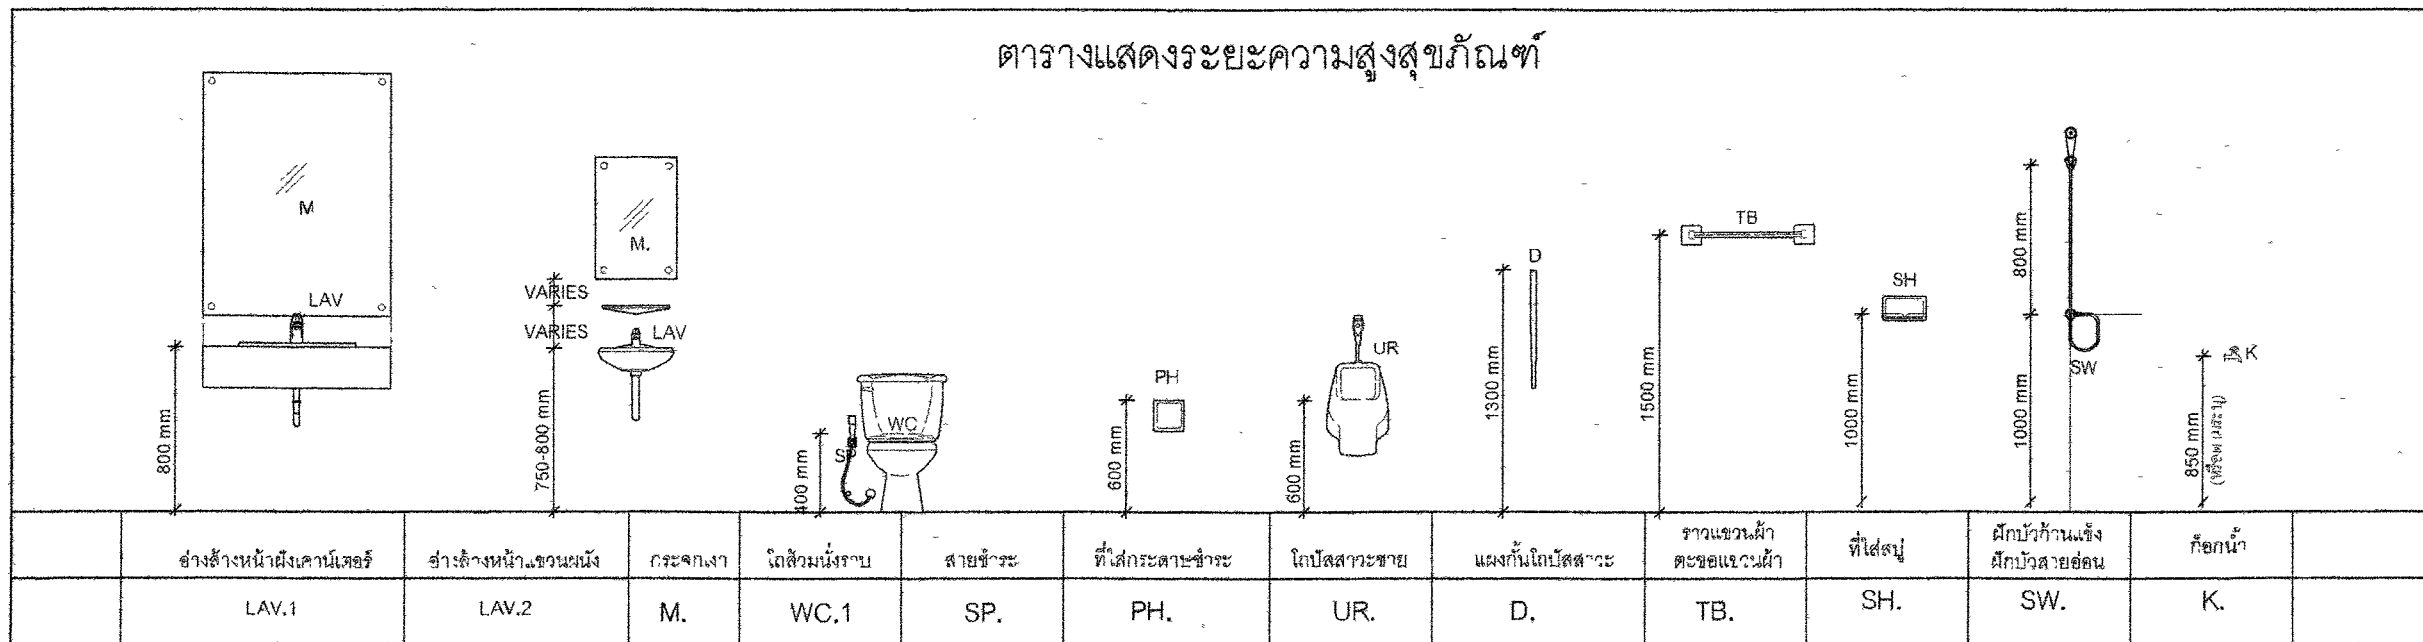 ตารางแสดงระยะความสูงสุขภัณฑ์
M
LAV
800 mm
M.
VARIES
VARIES
LAV
750-800 mm
WC
SP
400 mm
PH
600 mm
UR
600 mm
D
1300 mm
TB
1500 mm
SH
1000 mm
800 mm
1000 mm
SW
K
850 mm
อ่างล้างหน้าฝังเคาน์เตอร์
อ่างล้างหน้าแขวนผนัง
กระจกเงา
โถส้วมนั่งราบ
สายชำระ
ที่ใส่กระดาษชำระ
โถปัสสาวะชาย
แผงกั้นโถปัสสาวะ
ราวแขวนผ้า
ตะขอแขวนผ้า
ที่ใส่สบู่
ฝักบัวก้านแข็ง
ฝักบัวสายอ่อน
ก๊อกน้ำ
LAV.1
LAV.2
M.
WC.1
SP.
PH.
UR.
D.
TB.
SH.
SW.
K.